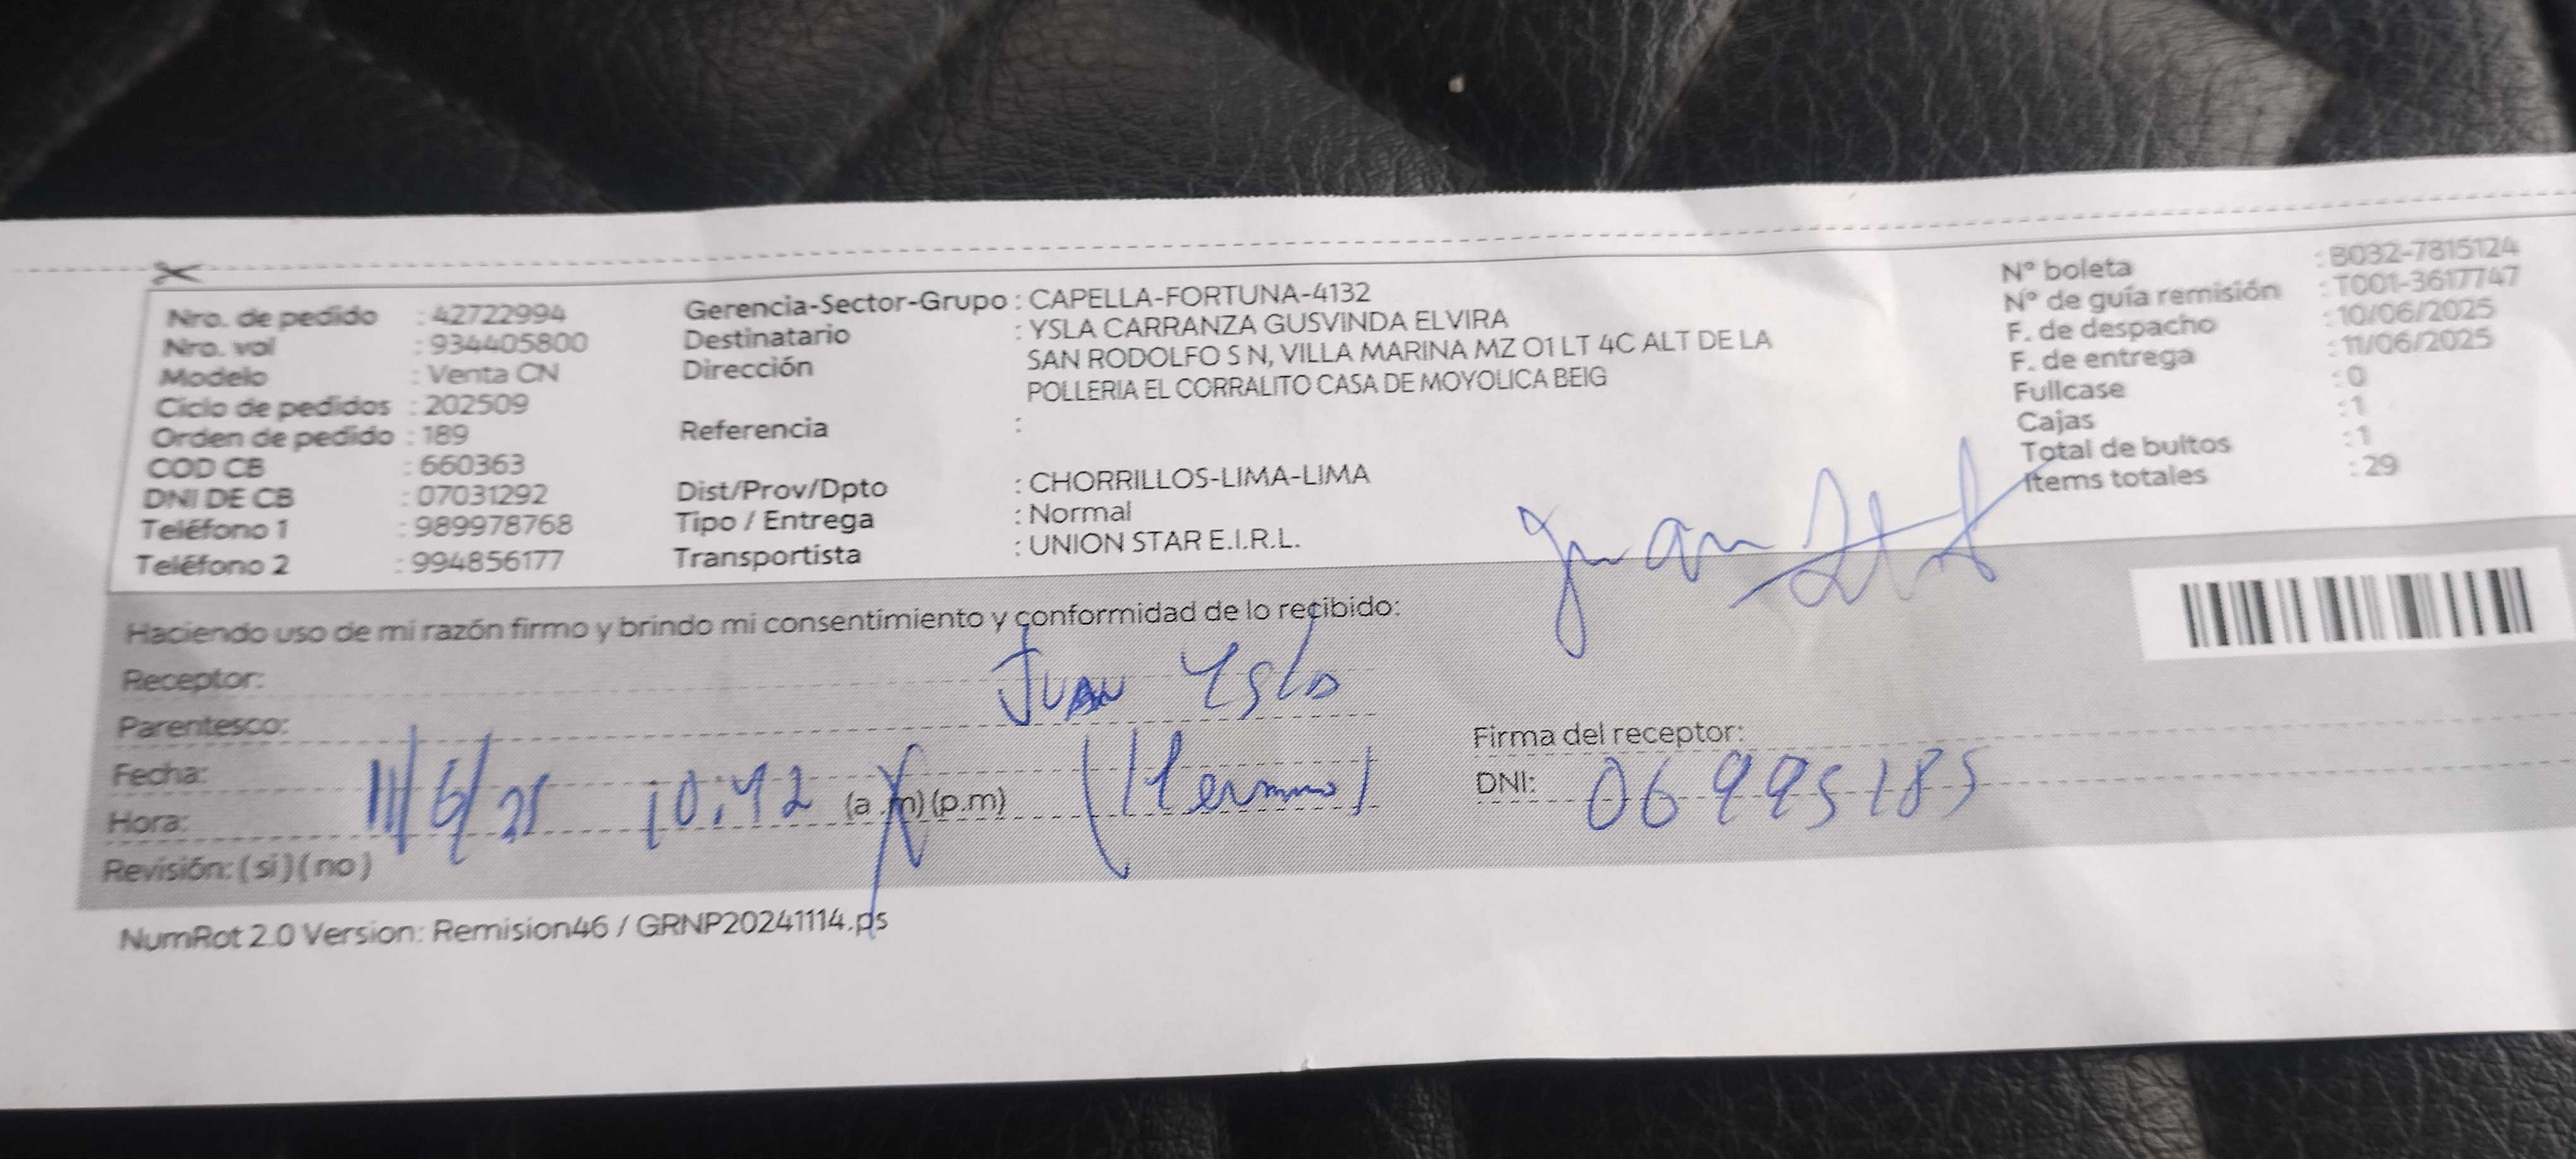 Nro. de pedido : 42722994
Nro. vol : 934405800
Modelo : Venta CN
Ciclo de pedidos : 202509
Orden de pedido : 189
COD CB : 660363
DNI DE CB : 07031292
Teléfono 1 : 989978768
Teléfono 2 : 994856177
Gerencia-Sector-Grupo : CAPELLA-FORTUNA-4132
Destinatario : YSLA CARRANZA GUSVINDA ELVIRA
Dirección SAN RODOLFO S N, VILLA MARINA MZ O1 LT 4C ALT DE LA
POLLERIA EL CORRALITO CASA DE MOYOLICA BEIG
Referencia :
Dist/Prov/Dpto : CHORRILLOS-LIMA-LIMA
Tipo / Entrega : Normal
Transportista : UNION STAR E.I.R.L.
N° boleta : B032-7815124
N° de guía remisión : T001-3617747
F. de despacho : 10/06/2025
F. de entrega : 11/06/2025
Fullcase : 0
Cajas : 1
Total de bultos : 1
Items totales : 29
Juan
Haciendo uso de mi razón firmo y brindo mi consentimiento y conformidad de lo recibido:
Receptor: Juan Ysla
Parentesco: (Hermano)
Fecha: 11/6/25
Hora: 10:42 (a.m)(p.m)
Revisión: (si)(no)
Firma del receptor:
DNI: 06995185
NumRot 2.0 Version: Remision46 / GRNP20241114.ps